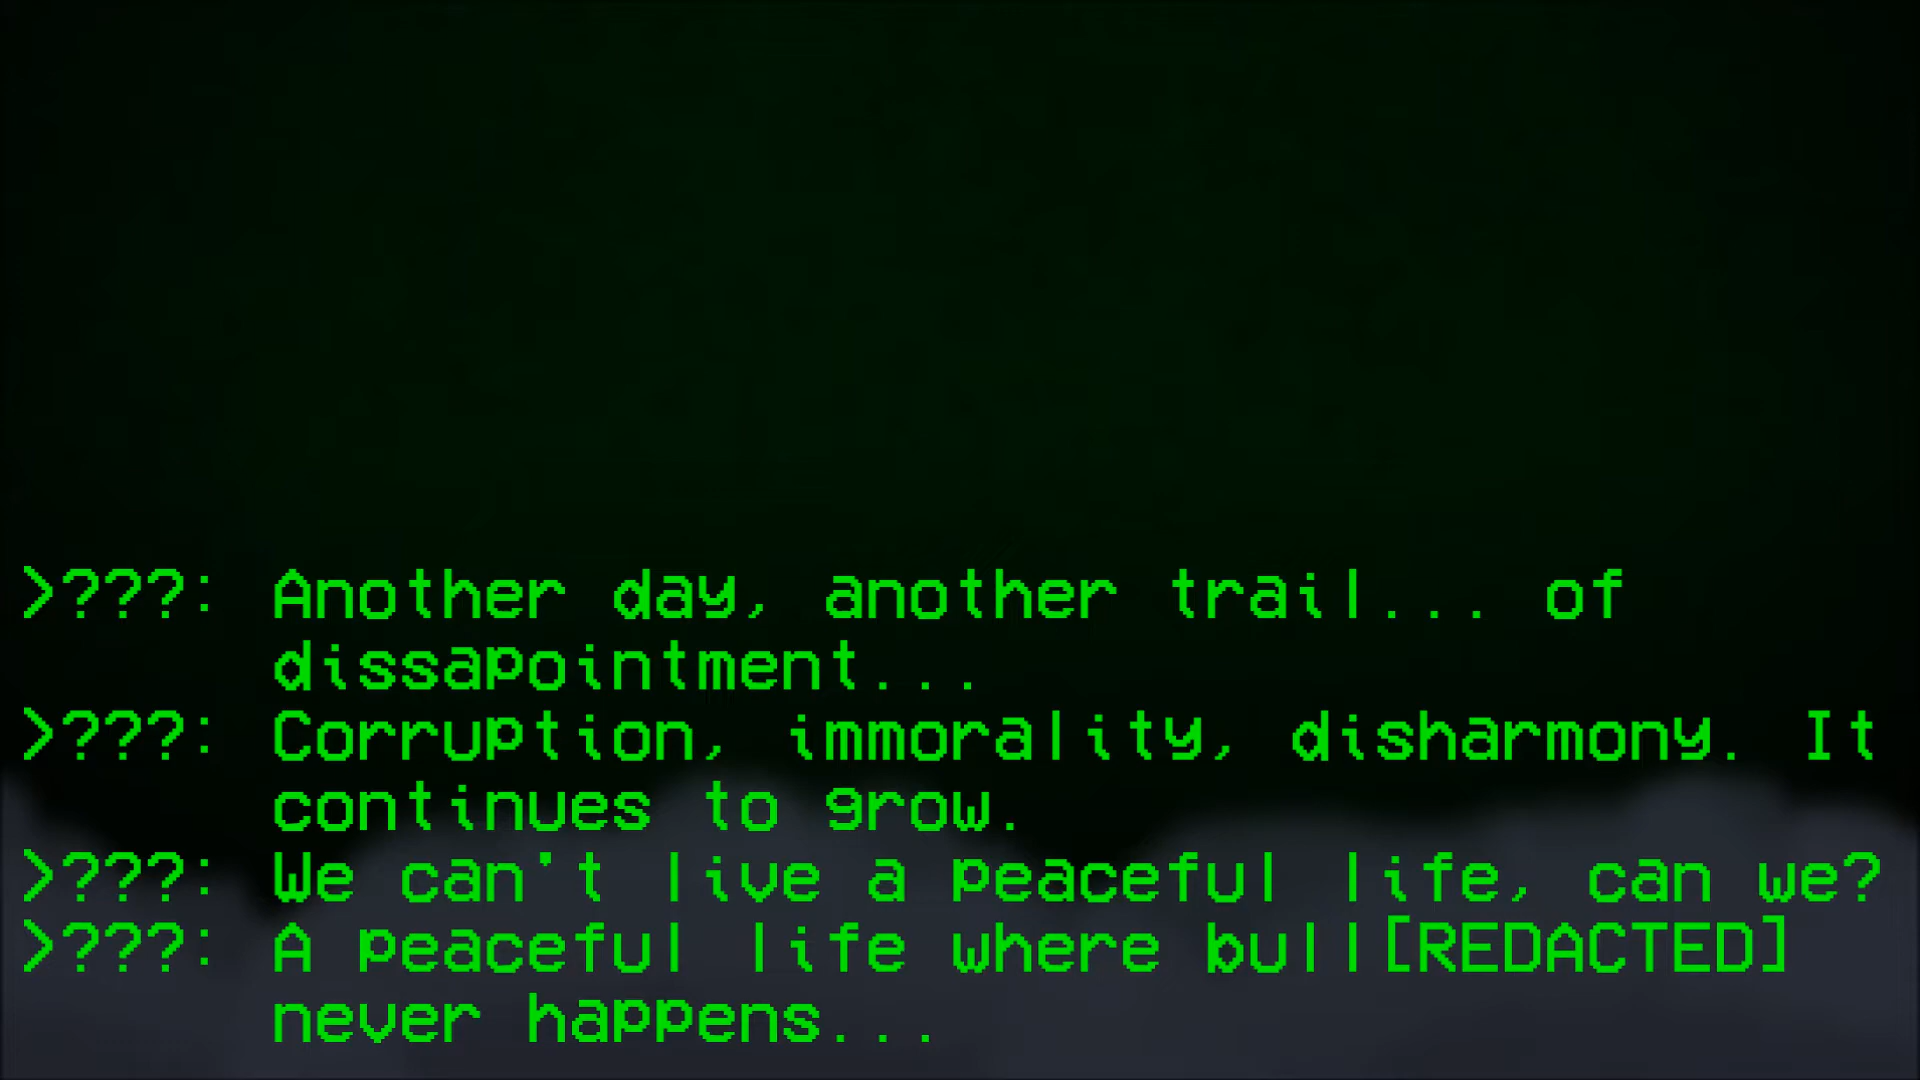 >???: Another day, another trail... of
dissapointment...
>???: Corruption, immorality, disharmony. It
continues to grow.
>???: We can't live a peaceful life, can we?
>???: A peaceful life where bull[REDACTED]
never happens...